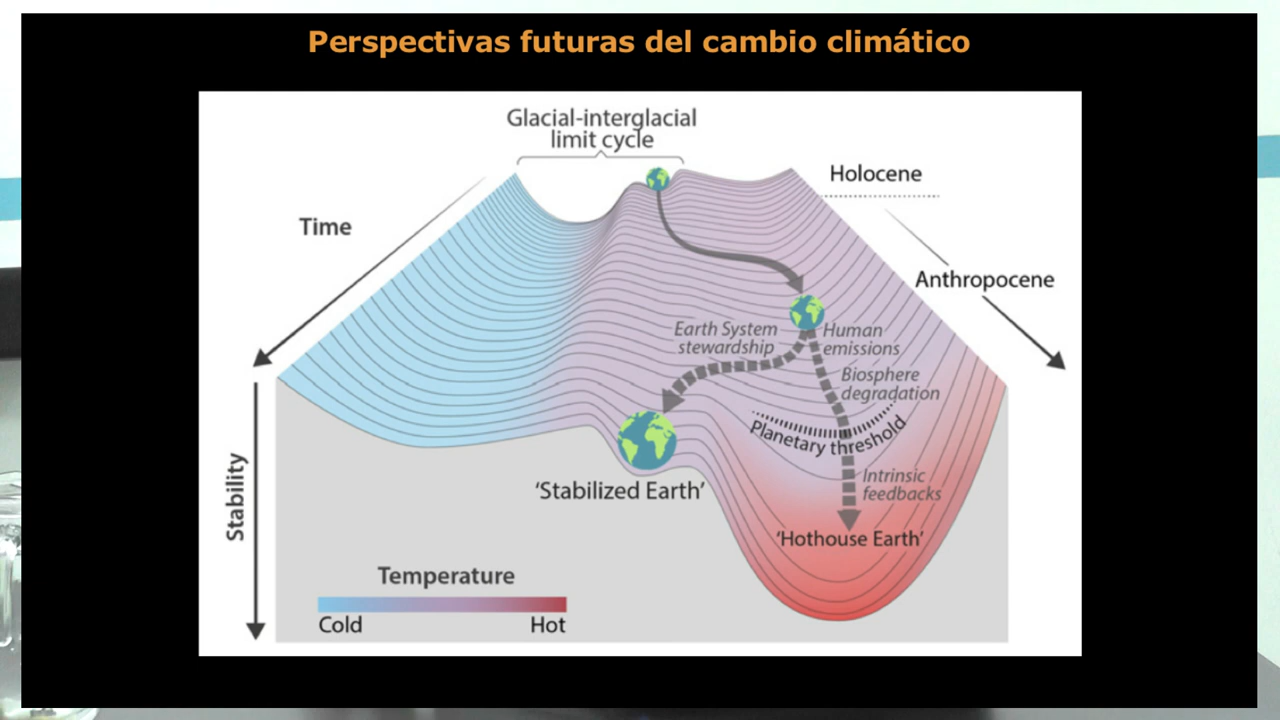 Perspectivas futuras del cambio climático
Glacial-interglacial
limit cycle
Holocene
Time
Anthropocene
Earth System
stewardship
Human
emissions
Biosphere
degradation
Planetary threshold
Intrinsic
feedbacks
'Stabilized Earth'
'Hothouse Earth'
Stability
Temperature
Cold
Hot